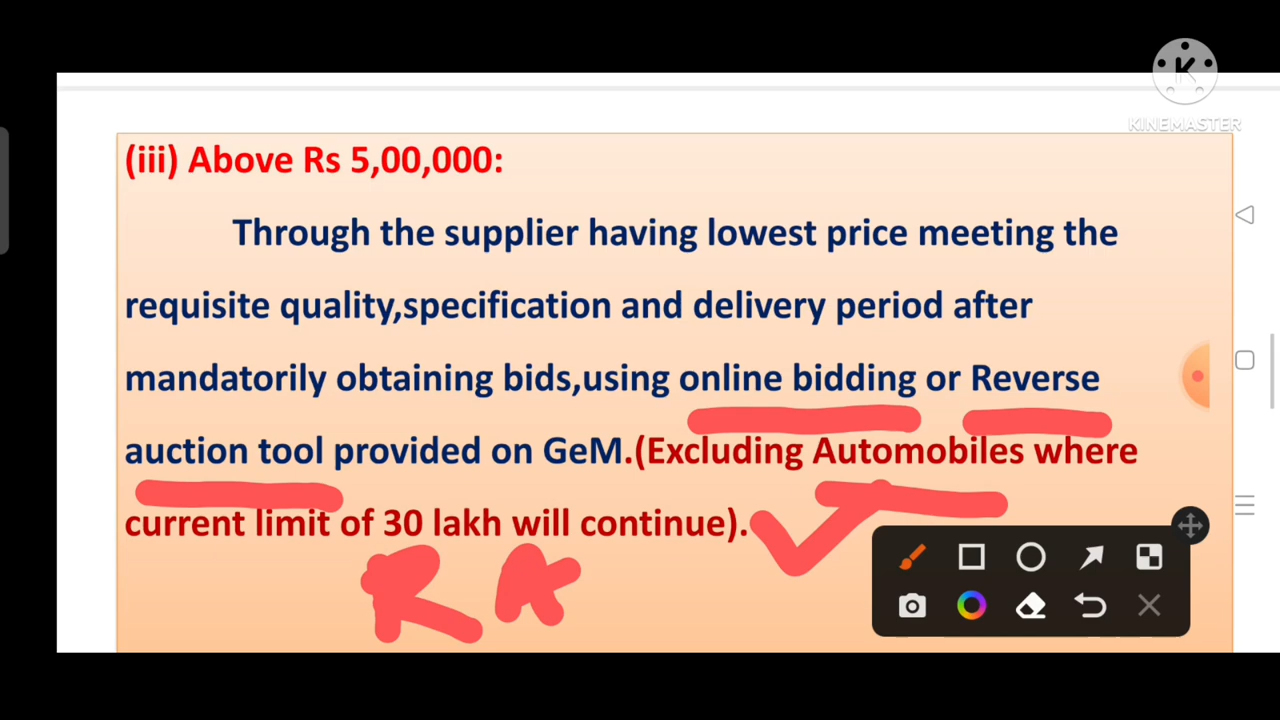 KINEMASTER
(iii) Above Rs 5,00,000:
Through the supplier having lowest price meeting the
requisite quality,specification and delivery period after
mandatorily obtaining bids,using online bidding or Reverse
auction tool provided on GeM.(Excluding Automobiles where
current limit of 30 lakh will continue).
RA